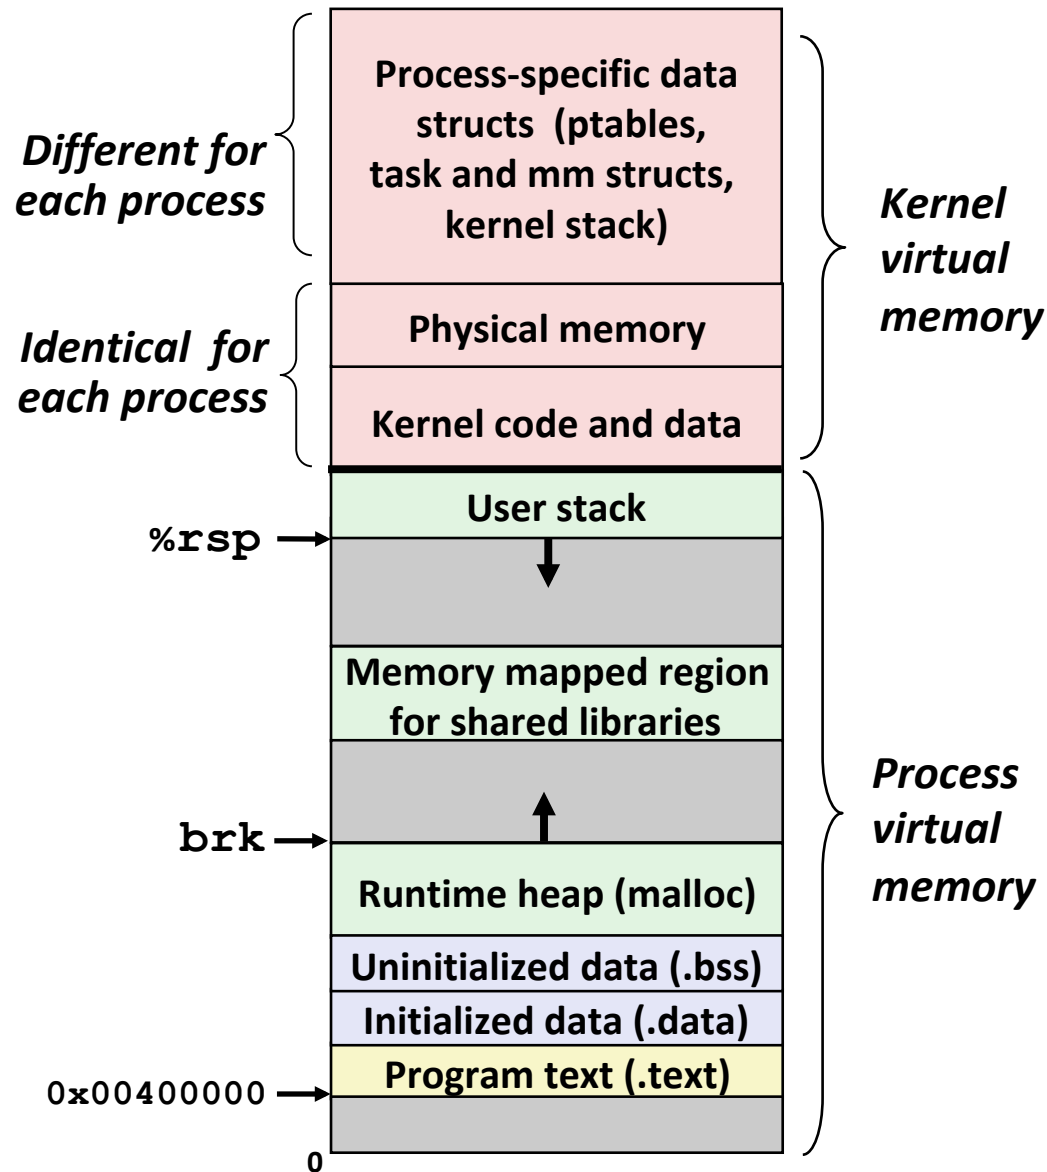 Process-specific data
structs (ptables,
task and mm structs,
kernel stack)
Different for
each process
Kernel
virtual
memory
Physical memory
Identical for
each process
Kernel code and data
User stack
%rsp
Memory mapped region
for shared libraries
Process
virtual
memory
brk
Runtime heap (malloc)
Uninitialized data (.bss)
Initialized data (.data)
Program text (.text)
0x00400000
0